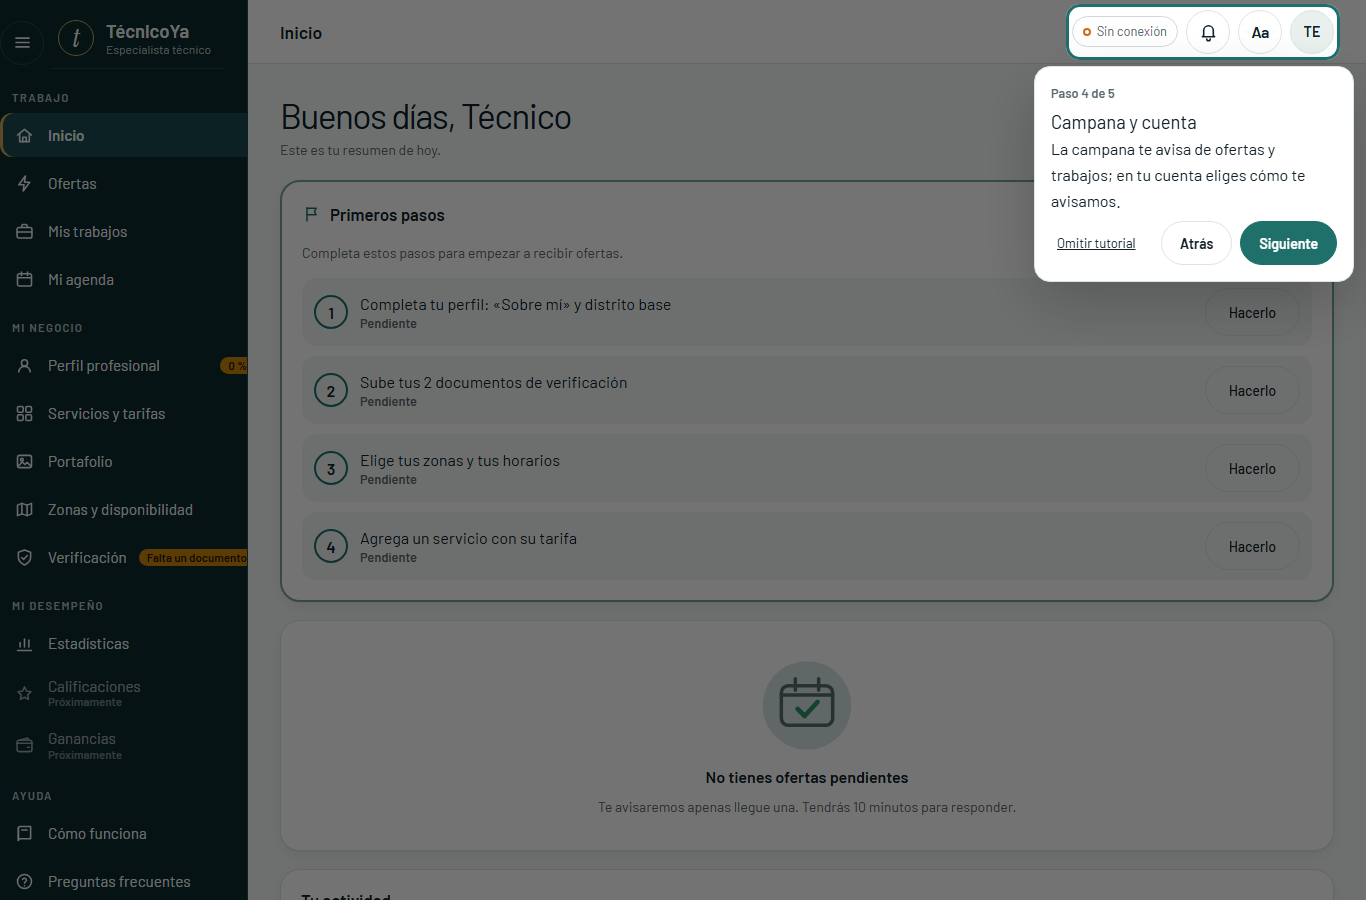 t
TécnicoYa
Especialista técnico
TRABAJO
Inicio
Ofertas
Mis trabajos
Mi agenda
MI NEGOCIO
Perfil profesional
0 %
Servicios y tarifas
Portafolio
Zonas y disponibilidad
Verificación
Falta un documento
MI DESEMPEÑO
Estadísticas
Calificaciones
Próximamente
Ganancias
Próximamente
AYUDA
Cómo funciona
Preguntas frecuentes
Inicio
Sin conexión
Aa
TE
Paso 4 de 5
Campana y cuenta
La campana te avisa de ofertas y
trabajos; en tu cuenta eliges cómo te
avisamos.
Omitir tutorial
Atrás
Siguiente
Buenos días, Técnico
Este es tu resumen de hoy.
Primeros pasos
Completa estos pasos para empezar a recibir ofertas.
1
Completa tu perfil: «Sobre mí» y distrito base
Pendiente
Hacerlo
2
Sube tus 2 documentos de verificación
Pendiente
Hacerlo
3
Elige tus zonas y tus horarios
Pendiente
Hacerlo
4
Agrega un servicio con su tarifa
Pendiente
Hacerlo
No tienes ofertas pendientes
Te avisaremos apenas llegue una. Tendrás 10 minutos para responder.
Tu actividad